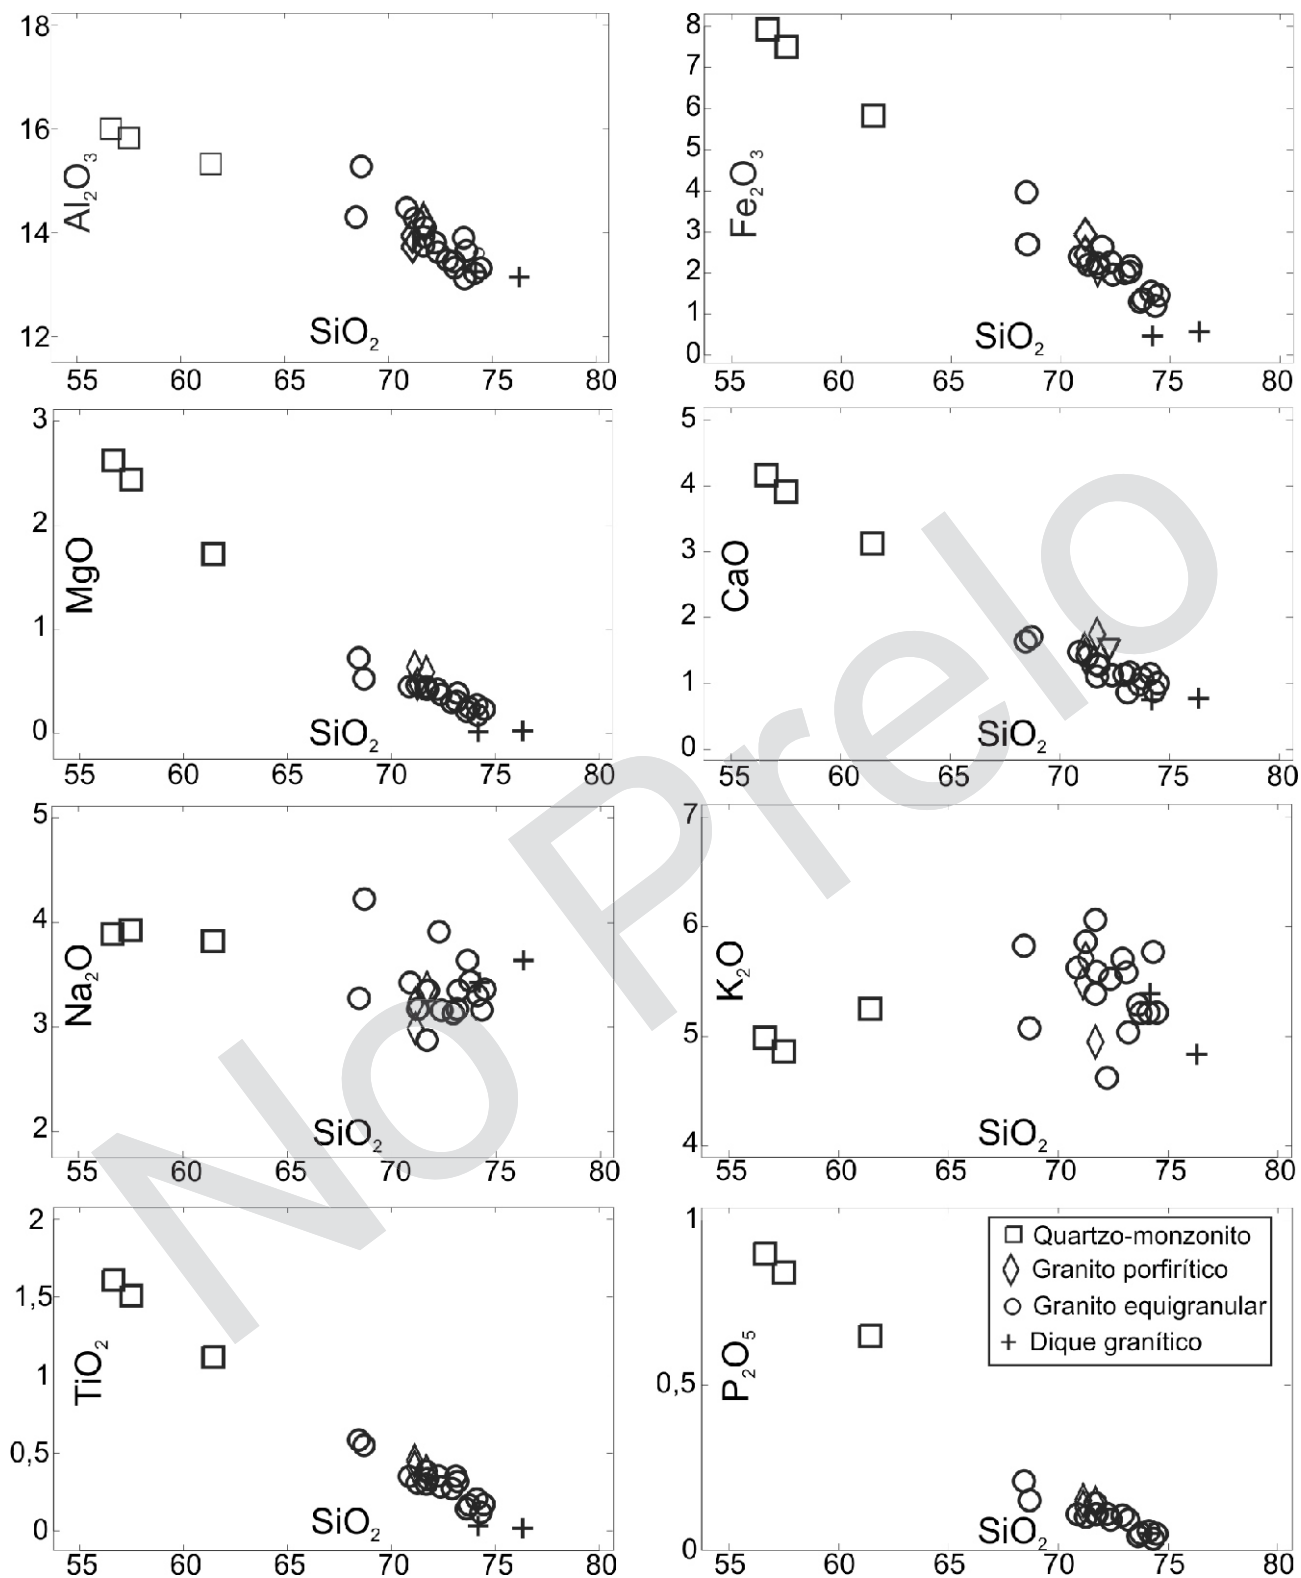 18
16
14
12
Al2O3
SiO2
55 60 65 70 75 80
8
7
6
5
4
3
2
1
0
Fe2O3
SiO2
55 60 65 70 75 80
3
2
1
0
MgO
SiO2
55 60 65 70 75 80
5
4
3
2
1
0
CaO
SiO2
55 60 65 70 75 80
5
4
3
2
Na2O
SiO2
55 60 65 70 75 80
7
6
5
4
K2O
SiO2
55 60 65 70 75 80
2
1,5
1
0,5
0
TiO2
SiO2
55 60 65 70 75 80
1
0,5
0
P2O5
SiO2
55 60 65 70 75 80
Quartzo-monzonito
Granito porfirítico
Granito equigranular
Dique granítico
No Prelo